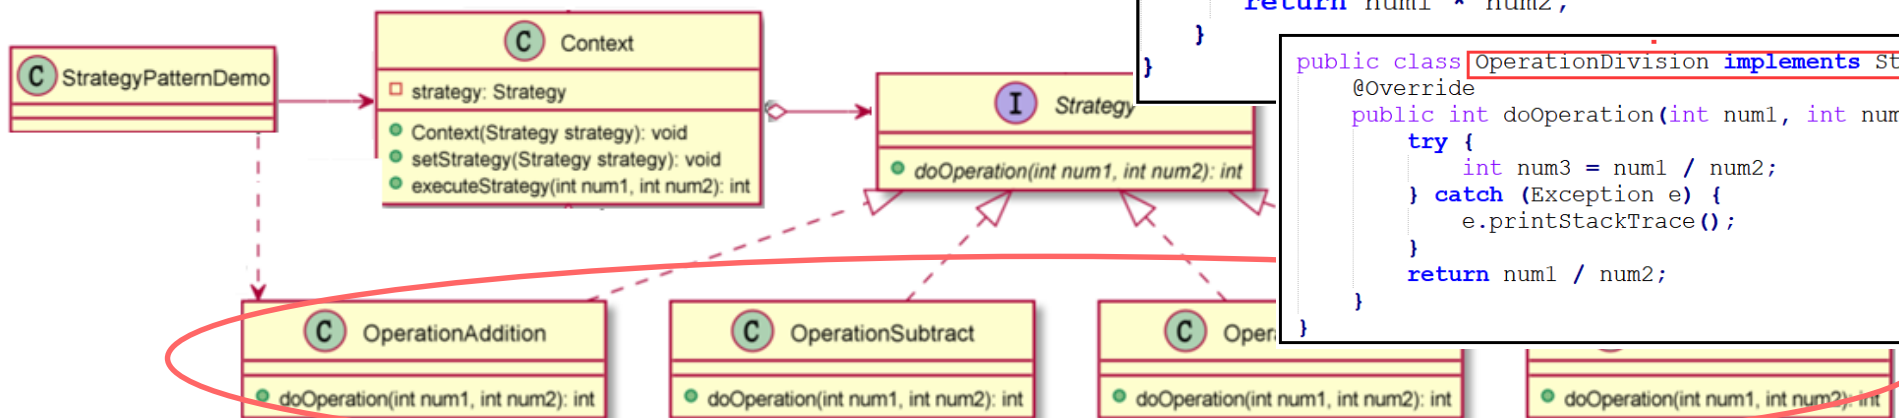 C StrategyPatternDemo
C Context
strategy: Strategy
Context(Strategy strategy): void
setStrategy(Strategy strategy): void
executeStrategy(int num1, int num2): int
I Strategy
doOperation(int num1, int num2): int
C OperationAddition
doOperation(int num1, int num2): int
C OperationSubtract
doOperation(int num1, int num2): int
C Oper
doOperation(int num1, int num2): int
doOperation(int num1, int num2): int
return num1 * num2;
}
}
public class OperationDivision implements St
@Override
public int doOperation(int num1, int num
try {
int num3 = num1 / num2;
} catch (Exception e) {
e.printStackTrace();
}
return num1 / num2;
}
}